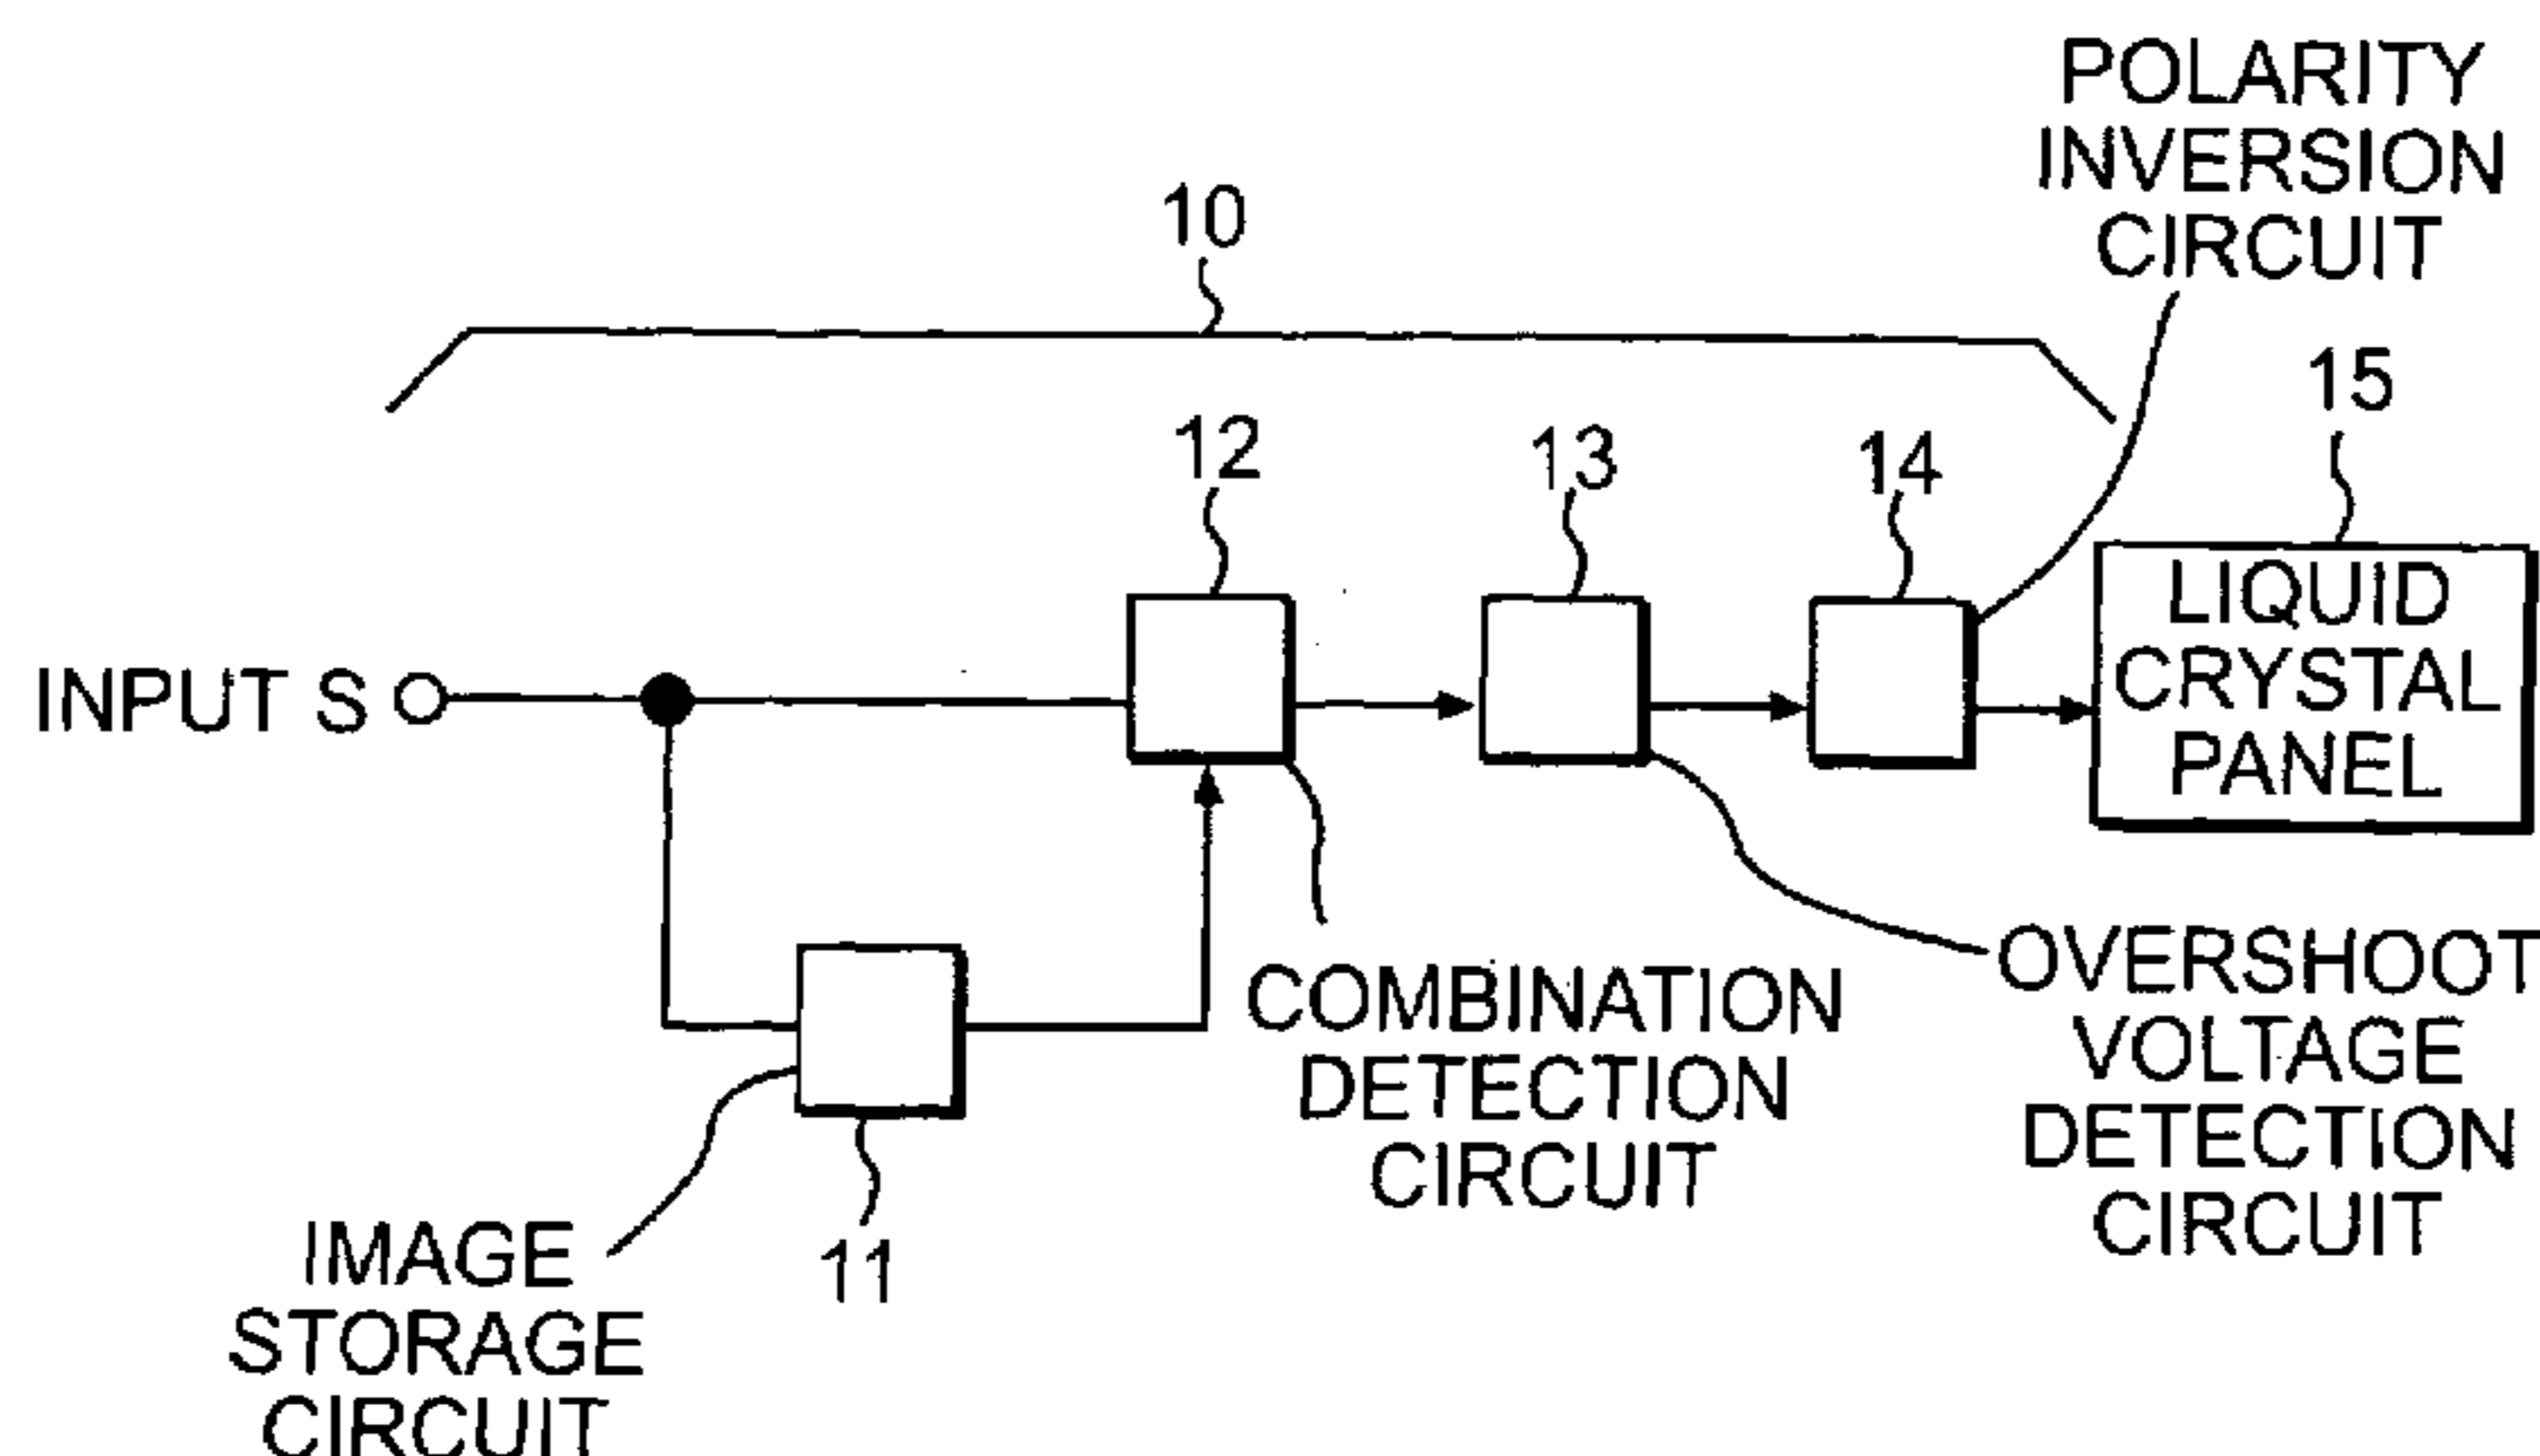 POLARITY
INVERSION
CIRCUIT
10
15
12
13
14
LIQUID
CRYSTAL
PANEL
INPUT S
COMBINATION
DETECTION
CIRCUIT
OVERSHOOT
VOLTAGE
DETECTION
CIRCUIT
IMAGE
STORAGE
CIRCUIT
11